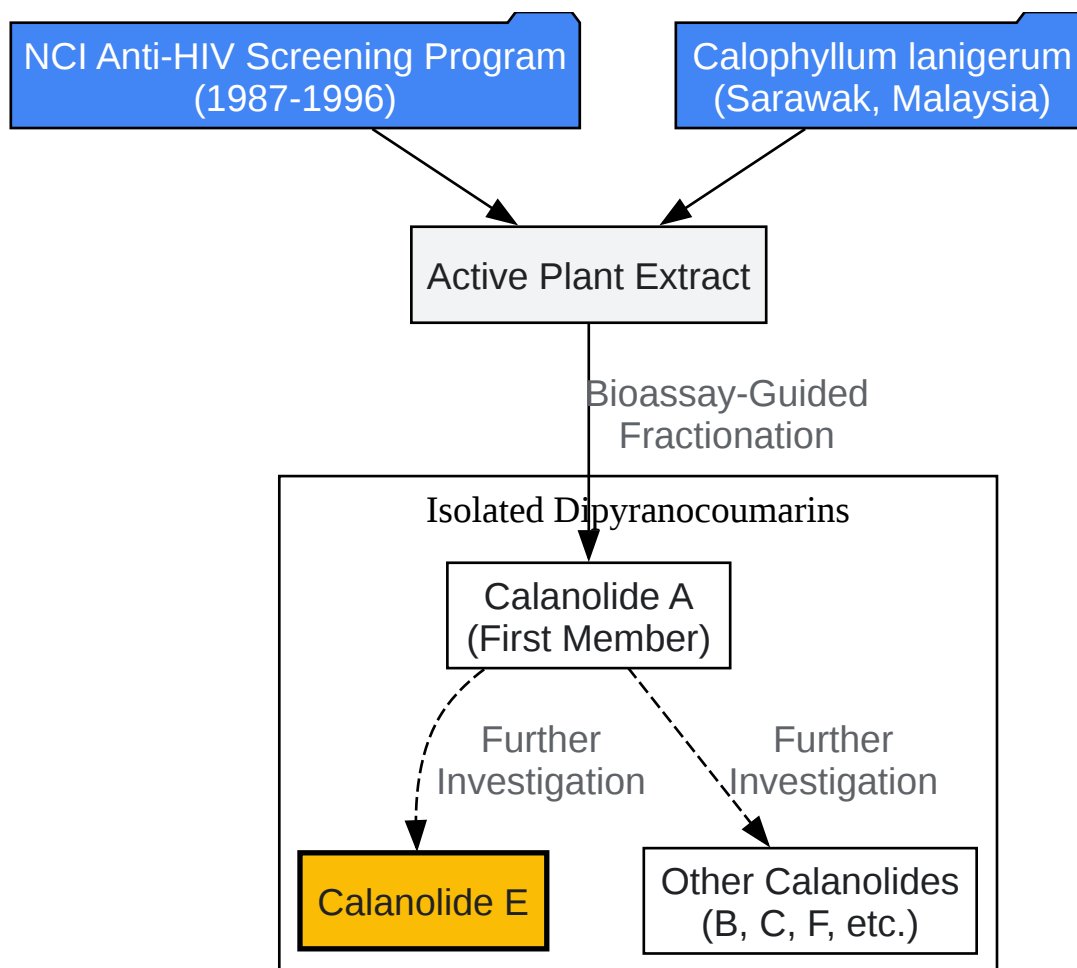 NCI Anti-HIV Screening Program
(1987-1996)
Calophyllum lanigerum
(Sarawak, Malaysia)
Active Plant Extract
Bioassay-Guided
Fractionation
Isolated Dipyranocoumarins
Calanolide A
(First Member)
Further
Investigation
Further
Investigation
Calanolide E
Other Calanolides
(B, C, F, etc.)